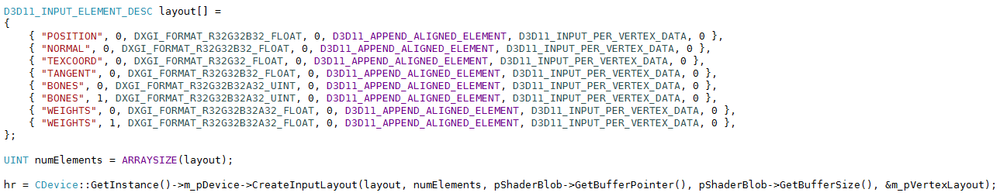 D3D11_INPUT_ELEMENT_DESC layout[] =
{
    { "POSITION", 0, DXGI_FORMAT_R32G32B32_FLOAT, 0, D3D11_APPEND_ALIGNED_ELEMENT, D3D11_INPUT_PER_VERTEX_DATA, 0 },
    { "NORMAL", 0, DXGI_FORMAT_R32G32B32_FLOAT, 0, D3D11_APPEND_ALIGNED_ELEMENT, D3D11_INPUT_PER_VERTEX_DATA, 0 },
    { "TEXCOORD", 0, DXGI_FORMAT_R32G32_FLOAT, 0, D3D11_APPEND_ALIGNED_ELEMENT, D3D11_INPUT_PER_VERTEX_DATA, 0 },
    { "TANGENT", 0, DXGI_FORMAT_R32G32B32_FLOAT, 0, D3D11_APPEND_ALIGNED_ELEMENT, D3D11_INPUT_PER_VERTEX_DATA, 0 },
    { "BONES", 0, DXGI_FORMAT_R32G32B32A32_UINT, 0, D3D11_APPEND_ALIGNED_ELEMENT, D3D11_INPUT_PER_VERTEX_DATA, 0 },
    { "BONES", 1, DXGI_FORMAT_R32G32B32A32_UINT, 0, D3D11_APPEND_ALIGNED_ELEMENT, D3D11_INPUT_PER_VERTEX_DATA, 0 },
    { "WEIGHTS", 0, DXGI_FORMAT_R32G32B32A32_FLOAT, 0, D3D11_APPEND_ALIGNED_ELEMENT, D3D11_INPUT_PER_VERTEX_DATA, 0 },
    { "WEIGHTS", 1, DXGI_FORMAT_R32G32B32A32_FLOAT, 0, D3D11_APPEND_ALIGNED_ELEMENT, D3D11_INPUT_PER_VERTEX_DATA, 0 },
};
UINT numElements = ARRAYSIZE(layout);
hr = CDevice::GetInstance()->m_pDevice->CreateInputLayout(layout, numElements, pShaderBlob->GetBufferPointer(), pShaderBlob->GetBufferSize(), &m_pVertexLayout);